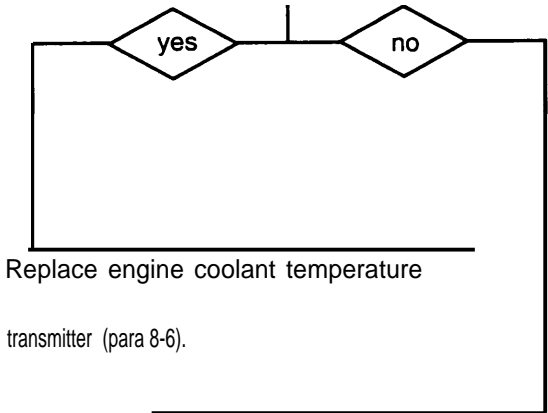 yes
no
Replace engine coolant temperature
transmitter (para 8-6).